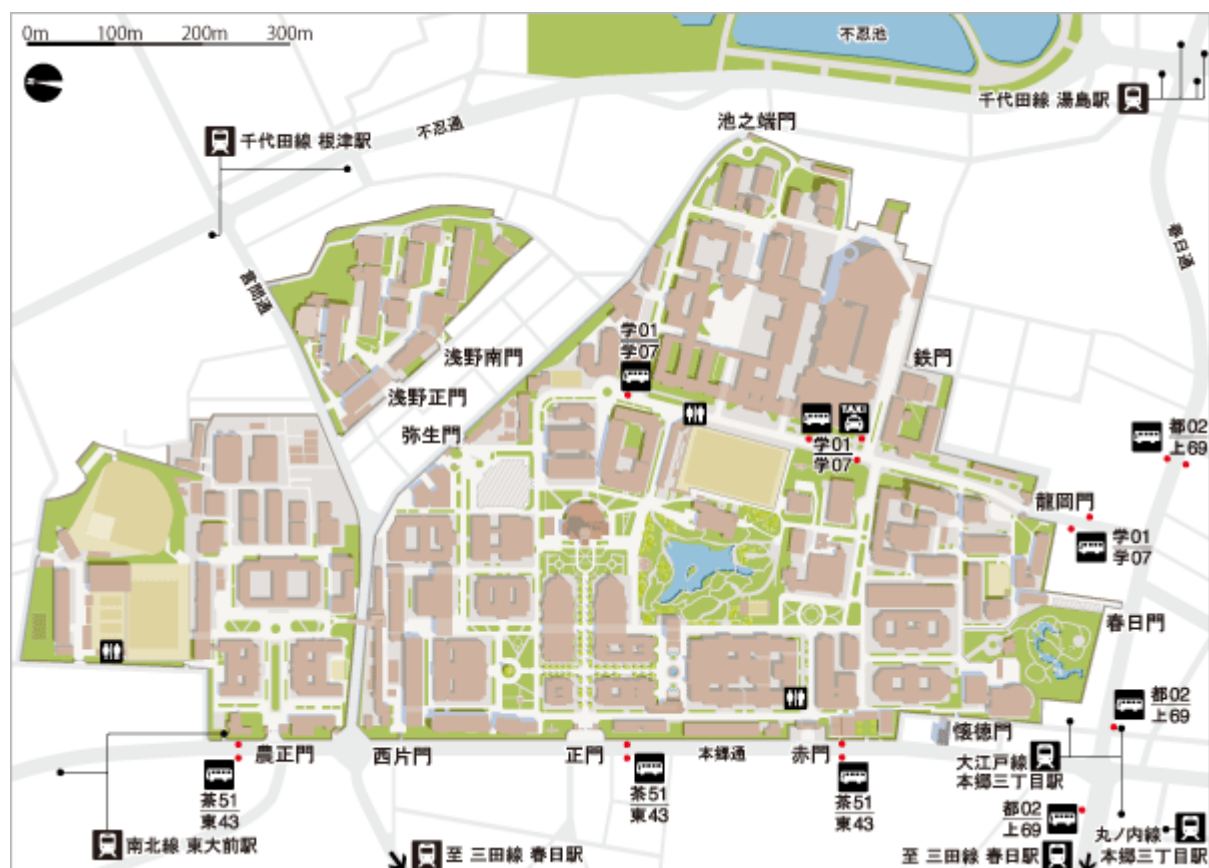 0m 100m 200m 300m
不忍池
千代田線 湯島駅
池之端門
不忍通
千代田線 根津駅
春日通
言問通
学01
学07
浅野南門
鉄門
浅野正門
弥生門
TAXI
学01
学07
都02
上69
龍岡門
学01
学07
春日門
都02
上69
懐徳門
農正門
西片門
正門
本郷通
赤門
大江戸線
本郷三丁目駅
茶51
東43
茶51
東43
茶51
東43
都02
上69
丸ノ内線
本郷三丁目駅
南北線 東大前駅
至 三田線 春日駅
至 三田線 春日駅